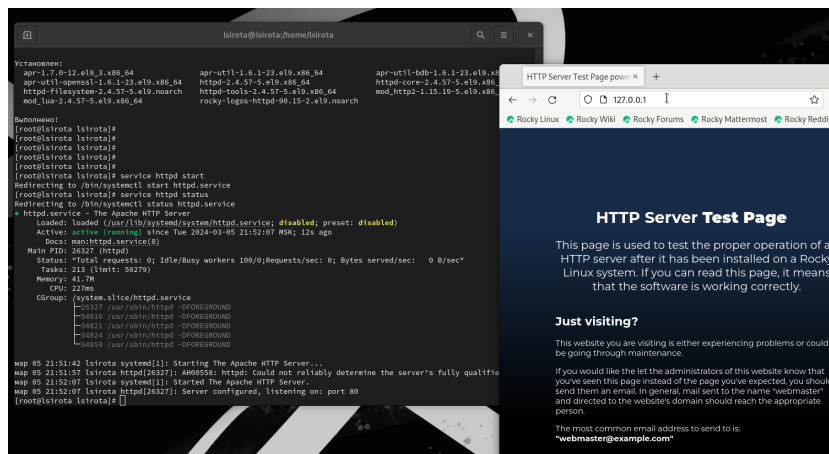 lsirota@lsirota:/home/lsirota
Установлен:
apr-1.7.0-12.el9_3.x86_64 apr-util-1.6.1-23.el9.x86_64 apr-util-bdb-1.6.1-23.el9.x8
apr-util-openssl-1.6.1-23.el9.x86_64 httpd-2.4.57-5.el9.x86_64 httpd-core-2.4.57-5.el9.x86_
httpd-filesystem-2.4.57-5.el9.noarch httpd-tools-2.4.57-5.el9.x86_64 mod_http2-1.15.19-5.el9.x86_
mod_lua-2.4.57-5.el9.x86_64 rocky-logos-httpd-90.15-2.el9.noarch
Выполнено!
[root@lsirota lsirota]#
[root@lsirota lsirota]#
[root@lsirota lsirota]#
[root@lsirota lsirota]#
[root@lsirota lsirota]#
[root@lsirota lsirota]# service httpd start
Redirecting to /bin/systemctl start httpd.service
[root@lsirota lsirota]# service httpd status
Redirecting to /bin/systemctl status httpd.service
● httpd.service - The Apache HTTP Server
Loaded: loaded (/usr/lib/systemd/system/httpd.service; disabled; preset: disabled)
Active: active (running) since Tue 2024-03-05 21:52:07 MSK; 12s ago
Docs: man:httpd.service(8)
Main PID: 26327 (httpd)
Status: "Total requests: 0; Idle/Busy workers 100/0;Requests/sec: 0; Bytes served/sec:   0 B/sec"
Tasks: 213 (limit: 50279)
Memory: 41.7M
CPU: 227ms
CGroup: /system.slice/httpd.service
├─26327 /usr/sbin/httpd -DFOREGROUND
├─34816 /usr/sbin/httpd -DFOREGROUND
├─34821 /usr/sbin/httpd -DFOREGROUND
├─34824 /usr/sbin/httpd -DFOREGROUND
└─34859 /usr/sbin/httpd -DFOREGROUND
мар 05 21:51:42 lsirota systemd[1]: Starting The Apache HTTP Server...
мар 05 21:51:57 lsirota httpd[26327]: AH00558: httpd: Could not reliably determine the server's fully qualifie
мар 05 21:52:07 lsirota systemd[1]: Started The Apache HTTP Server.
мар 05 21:52:07 lsirota httpd[26327]: Server configured, listening on: port 80
[root@lsirota lsirota]#
HTTP Server Test Page powe
127.0.0.1
Rocky Linux Rocky Wiki Rocky Forums Rocky Mattermost Rocky Reddi
HTTP Server Test Page
This page is used to test the proper operation of a
HTTP server after it has been installed on a Rocky
Linux system. If you can read this page, it means
that the software is working correctly.
Just visiting?
This website you are visiting is either experiencing problems or could
be going through maintenance.
If you would like the let the administrators of this website know that
you've seen this page instead of the page you've expected, you should
send them an email. In general, mail sent to the name "webmaster"
and directed to the website's domain should reach the appropriate
person.
The most common email address to send to is:
"webmaster@example.com"